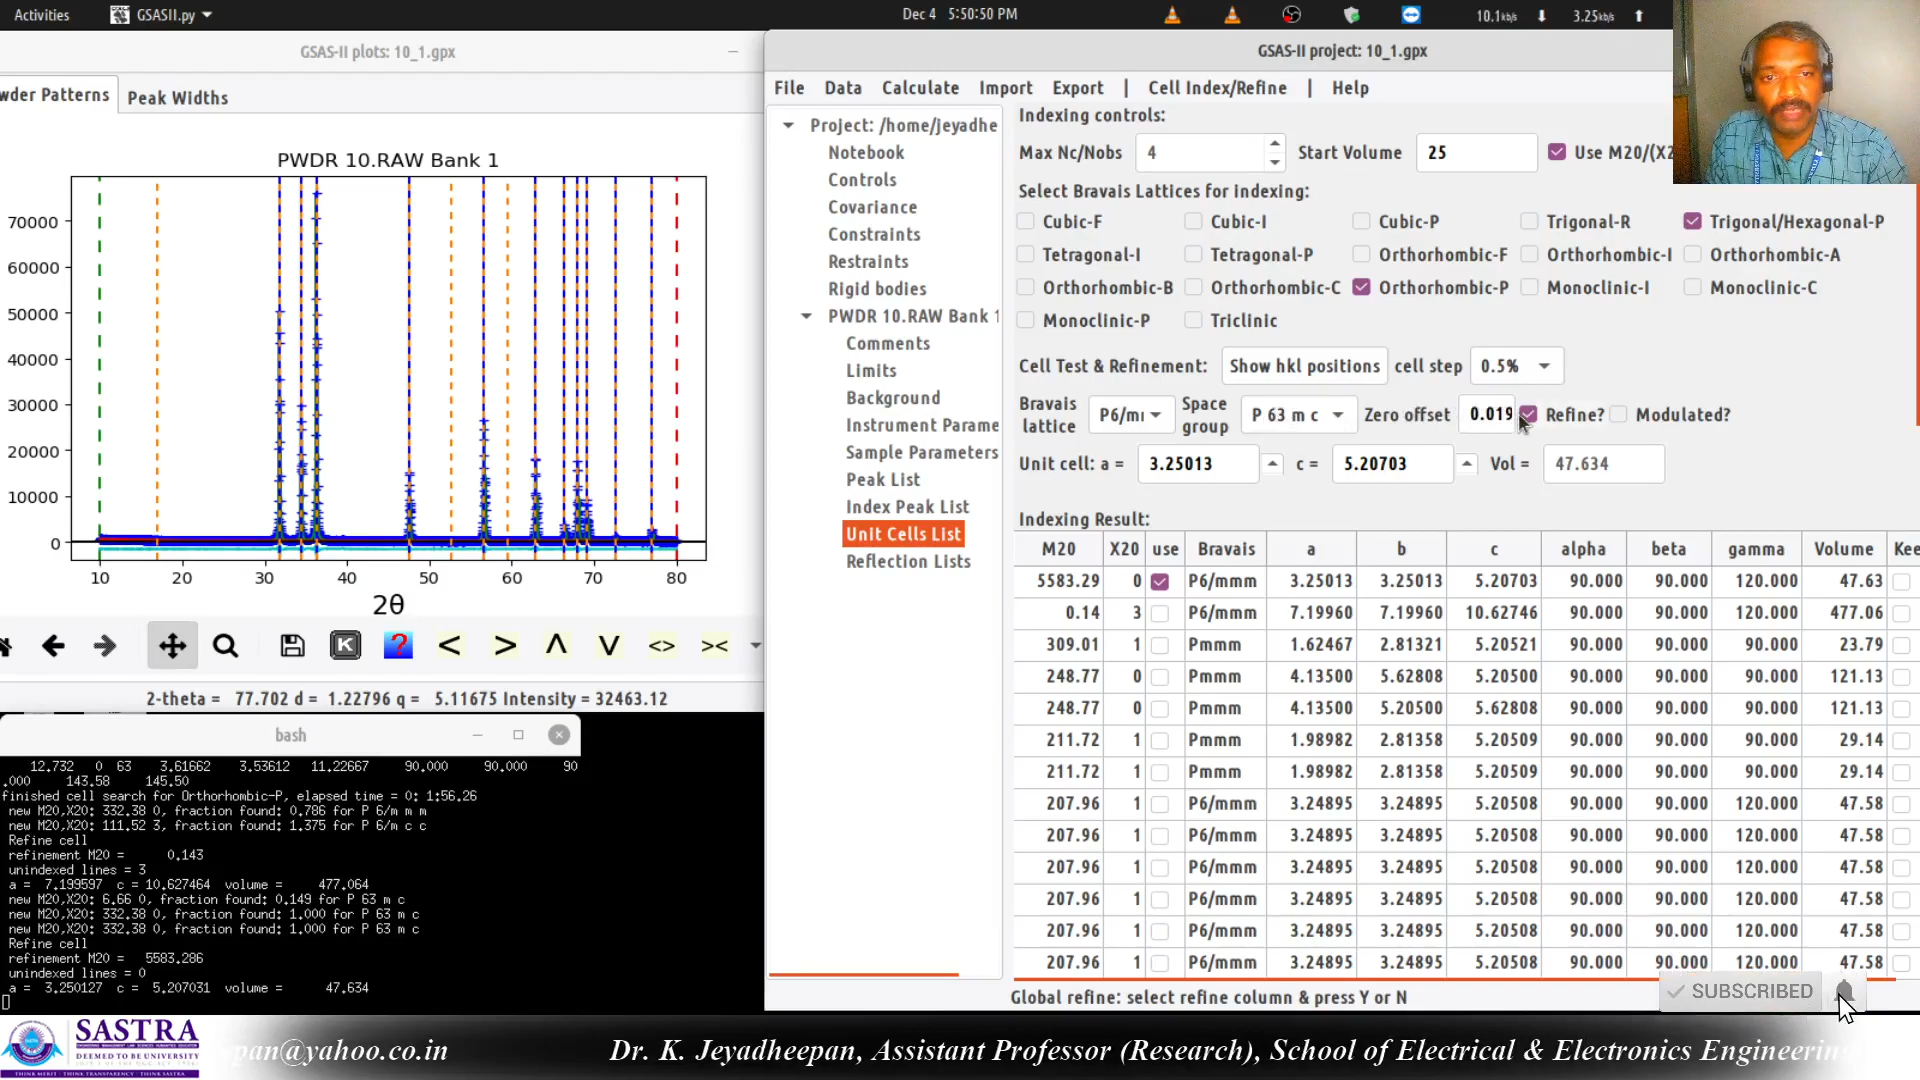 Activities
GSASII.py
Dec 4 5:50:50 PM
10.1kb/s
3.25kb/s
GSAS-II plots: 10_1.gpx
GSAS-II project: 10_1.gpx
wder Patterns
Peak Widths
File
Data
Calculate
Import
Export
|
Cell Index/Refine
|
Help
PWDR 10.RAW Bank 1
70000
60000
50000
40000
30000
20000
10000
0
10
20
30
40
50
60
70
80
2θ
K
?
<
>
Λ
V
<>
><
2-theta = 77.702 d = 1.22796 q = 5.11675 Intensity = 32463.12
Project: /home/jeyadhe
Notebook
Controls
Covariance
Constraints
Restraints
Rigid bodies
PWDR 10.RAW Bank 1
Comments
Limits
Background
Instrument Parame
Sample Parameters
Peak List
Index Peak List
Unit Cells List
Reflection Lists
Indexing controls:
Max Nc/Nobs 4 Start Volume 25 Use M20/(X2
Select Bravais Lattices for indexing:
Cubic-F Cubic-I Cubic-P Trigonal-R Trigonal/Hexagonal-P
Tetragonal-I Tetragonal-P Orthorhombic-F Orthorhombic-I Orthorhombic-A
Orthorhombic-B Orthorhombic-C Orthorhombic-P Monoclinic-I Monoclinic-C
Monoclinic-P Triclinic
Cell Test & Refinement: Show hkl positions cell step 0.5%
Bravais lattice P6/m Space group P 63 m c Zero offset 0.019 Refine? Modulated?
Unit cell: a = 3.25013 c = 5.20703 Vol = 47.634
Indexing Result:
M20 X20 use Bravais a b c alpha beta gamma Volume Kee
5583.29 0 P6/mmm 3.25013 3.25013 5.20703 90.000 90.000 120.000 47.63
0.14 3 P6/mmm 7.19960 7.19960 10.62746 90.000 90.000 120.000 477.06
309.01 1 Pmmm 1.62467 2.81321 5.20521 90.000 90.000 90.000 23.79
248.77 0 Pmmm 4.13500 5.62808 5.20500 90.000 90.000 90.000 121.13
248.77 0 Pmmm 4.13500 5.20500 5.62808 90.000 90.000 90.000 121.13
211.72 1 Pmmm 1.98982 2.81358 5.20509 90.000 90.000 90.000 29.14
211.72 1 Pmmm 1.98982 2.81358 5.20509 90.000 90.000 90.000 29.14
207.96 1 P6/mmm 3.24895 3.24895 5.20508 90.000 90.000 120.000 47.58
207.96 1 P6/mmm 3.24895 3.24895 5.20508 90.000 90.000 120.000 47.58
207.96 1 P6/mmm 3.24895 3.24895 5.20508 90.000 90.000 120.000 47.58
207.96 1 P6/mmm 3.24895 3.24895 5.20508 90.000 90.000 120.000 47.58
207.96 1 P6/mmm 3.24895 3.24895 5.20508 90.000 90.000 120.000 47.58
207.96 1 P6/mmm 3.24895 3.24895 5.20508 90.000 90.000 120.000 47.58
Global refine: select refine column & press Y or N
SUBSCRIBED
bash
12.732 0 63 3.61662 3.53612 11.22667 90.000 90.000 90
.000 143.58 145.50
finished cell search for Orthorhombic-P, elapsed time = 0: 1:56.26
new M20,X20: 332.38 0, fraction found: 0.786 for P 6/m m m
new M20,X20: 111.52 3, fraction found: 1.375 for P 6/m c c
Refine cell
refinement M20 = 0.143
unindexed lines = 3
a = 7.199597 c = 10.627464 volume = 477.064
new M20,X20: 6.66 0, fraction found: 0.149 for P 63 m c
new M20,X20: 332.38 0, fraction found: 1.000 for P 63 m c
new M20,X20: 332.38 0, fraction found: 1.000 for P 63 m c
Refine cell
refinement M20 = 5583.286
unindexed lines = 0
a = 3.250127 c = 5.207031 volume = 47.634
SASTRA
DEEMED TO BE UNIVERSITY
pan@yahoo.co.in
Dr. K. Jeyadheepan, Assistant Professor (Research), School of Electrical & Electronics Engineerin